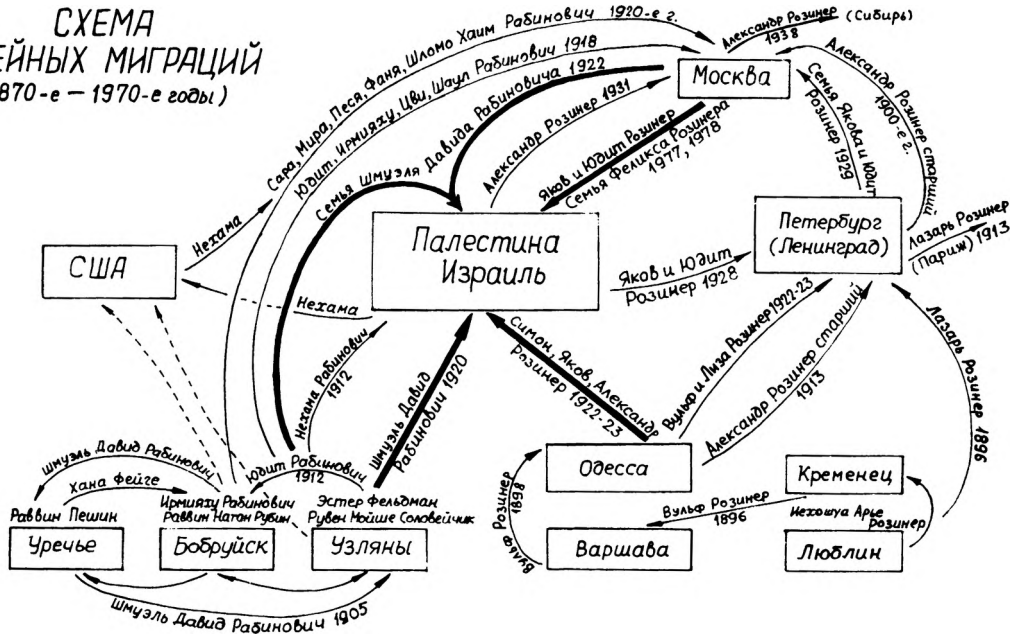 СХЕМА
ЕЙНЫХ МИГРАЦИЙ
870-е — 1970-е годы)
Сара, Мира, Песя, Фаня, Шломо Хаим Рабинович 1920-е г.
Юдит, Ирмияху, Цви, Шаул Рабинович 1918
Семья Шмуэля Давида Рабиновича 1922
Александр Розинер 1931
Яков и Юдит Розинер
Семья Феликса Розинера
1977, 1978
Александр Розинер
1938
(Сибирь)
Москва
Семья Якова и Юдит
Розинер 1929
Александр Розинер старший
1900-е г.
Нехама
США
Палестина
Израиль
Яков и Юдит
Розинер 1928
Петербург
(Ленинград)
Лазарь Розинер
(Париж) 1913
Нехама
Нехама Рабинович
1912
Шмуэль Давид
Рабинович 1920
Симон, Яков, Александр
Розинер 1922-23
Вульф и Лиза Розинер 1922-23
Александр Розинер старший
1913
Лазарь Розинер 1896
Шмуэль Давид Рабинович
Хана Фейге
Юдит Рабинович
1912
Раввин Пешин
Ирмияху Рабинович
Раввин Натан Рубин
Эстер Фельдман
Рувен Мойше Соловейчик
Уречье
Бобруйск
Узляны
Шмуэль Давид Рабинович 1905
Одесса
Вульф Розинер
1898
Вульф Розинер
1896
Варшава
Кременец
Иехошуа Арье
Розинер
Люблин